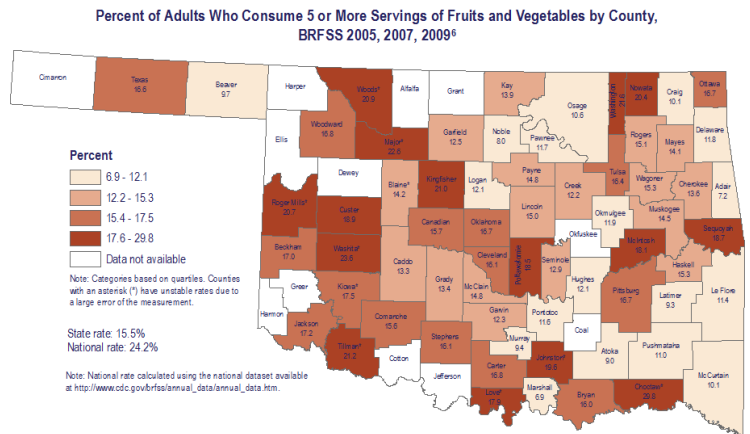 Percent of Adults Who Consume 5 or More Servings of Fruits and Vegetables by County,
BRFSS 2005, 2007, 2009⁶
Cimarron
Texas
16.6
Beaver
9.7
Harper
Woods*
20.9
Alfalfa
Grant
Kay
13.9
Osage
10.6
Washington
21.6
Nowata
20.4
Craig
10.1
Ottawa
16.7
Ellis
Woodward
16.8
Major*
22.6
Garfield
12.5
Noble
8.0
Pawnee
11.7
Rogers
15.1
Mayes
14.1
Delaware
11.8
Dewey
Blaine*
14.2
Kingfisher
21.0
Logan
12.1
Payne
14.8
Creek
12.2
Tulsa
16.4
Wagoner
15.3
Cherokee
13.6
Adair
7.2
Roger Mills*
20.7
Custer
18.9
Canadian
15.7
Oklahoma
16.7
Lincoln
15.0
Okmulgee
11.9
Muskogee
14.5
Okfuskee
Sequoyah
18.7
Beckham
17.0
Washita*
23.6
Caddo
13.3
Grady
13.4
Cleveland
16.1
Pottawatomie
18.5
Seminole
12.9
McIntosh
18.1
Haskell
15.3
McClain
14.8
Hughes
12.1
Pittsburg
16.7
Latimer
9.3
Le Flore
11.4
Greer
Kiowa*
17.5
Harmon
Jackson
17.2
Comanche
15.6
Garvin
12.3
Pontotoc
11.6
Coal
Tillman*
21.2
Cotton
Stephens
16.1
Murray
9.4
Johnston*
19.8
Atoka
9.0
Pushmataha
11.0
McCurtain
10.1
Jefferson
Carter
16.8
Love*
17.9
Marshall
6.9
Bryan
16.0
Choctaw*
29.8
Percent
6.9 - 12.1
12.2 - 15.3
15.4 - 17.5
17.6 - 29.8
Data not available
Note: Categories based on quartiles. Counties
with an asterisk (*) have unstable rates due to
a large error of the measurement.
State rate: 15.5%
National rate: 24.2%
Note: National rate calculated using the national dataset available
at http://www.cdc.gov/brfss/annual_data/annual_data.htm.